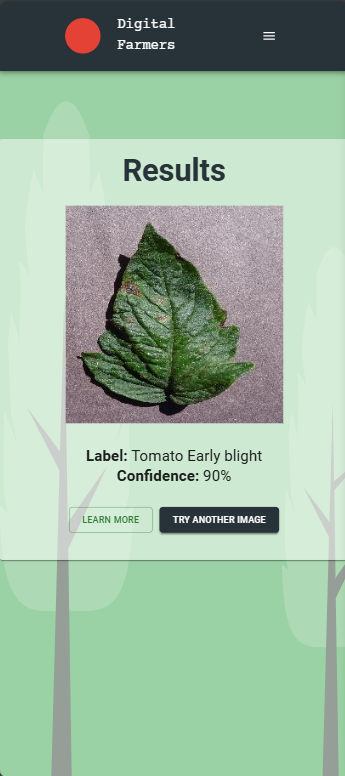 Digital
Farmers
Results
Label: Tomato Early blight
Confidence: 90%
LEARN MORE
TRY ANOTHER IMAGE